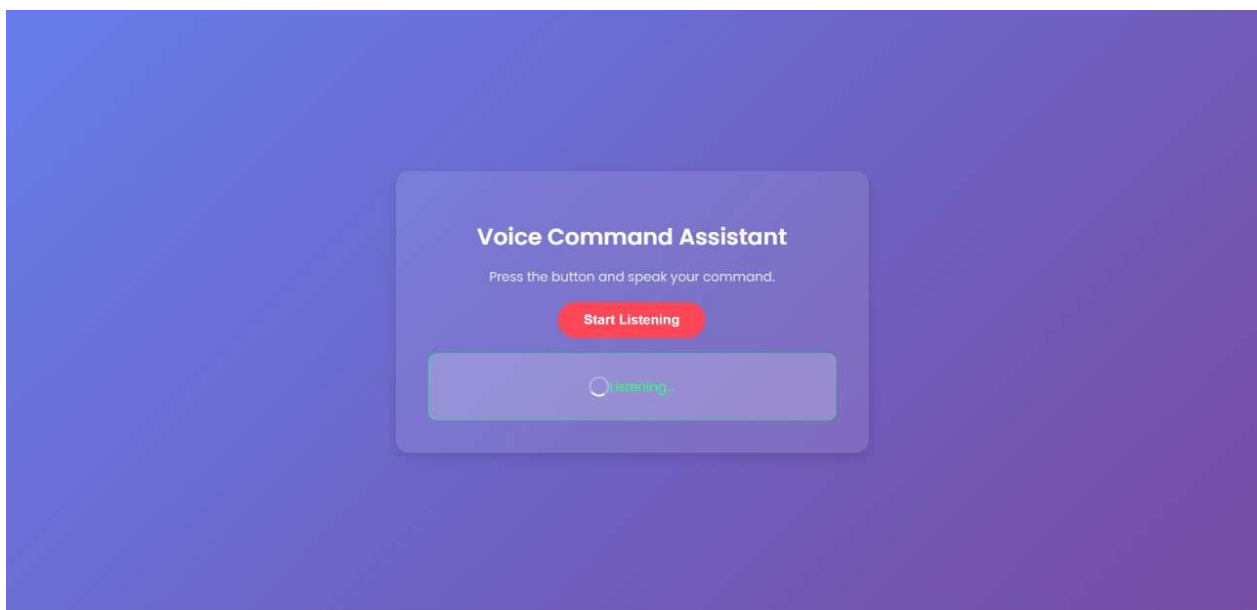 Voice Command Assistant
Press the button and speak your command.
Start Listening
Listening...